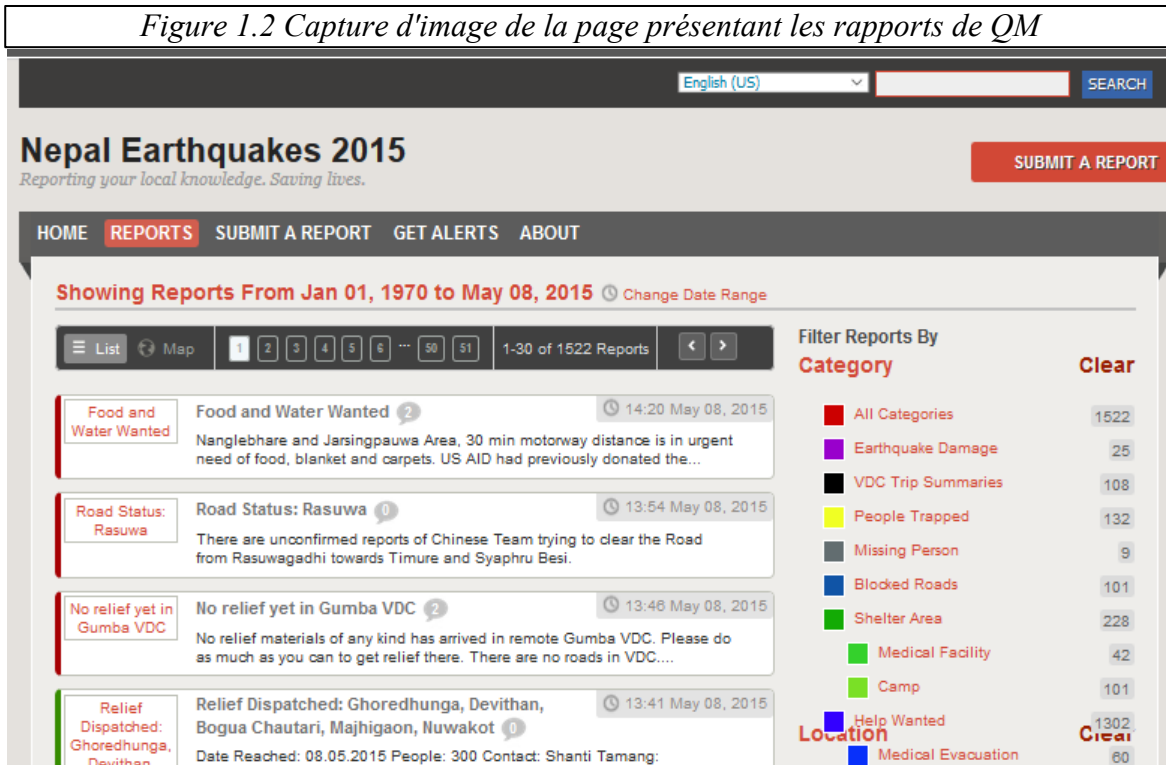 Figure 1.2 Capture d'image de la page présentant les rapports de QM
English (US)
SEARCH
Nepal Earthquakes 2015
Reporting your local knowledge. Saving lives.
SUBMIT A REPORT
HOME REPORTS SUBMIT A REPORT GET ALERTS ABOUT
Showing Reports From Jan 01, 1970 to May 08, 2015 Change Date Range
List Map 1 2 3 4 5 6 ... 50 51 1-30 of 1522 Reports < >
Food and
Water Wanted
Food and Water Wanted 2
14:20 May 08, 2015
Nanglebhare and Jarsingpauwa Area, 30 min motorway distance is in urgent
need of food, blanket and carpets. US AID had previously donated the...
Road Status:
Rasuwa
Road Status: Rasuwa 0
13:54 May 08, 2015
There are unconfirmed reports of Chinese Team trying to clear the Road
from Rasuwagadhi towards Timure and Syaphru Besi.
No relief yet in
Gumba VDC
No relief yet in Gumba VDC 2
13:46 May 08, 2015
No relief materials of any kind has arrived in remote Gumba VDC. Please do
as much as you can to get relief there. There are no roads in VDC....
Relief
Dispatched:
Ghoredhunga,
Devithan
Relief Dispatched: Ghoredhunga, Devithan,
Bogua Chautari, Majhigaon, Nuwakot 0
13:41 May 08, 2015
Date Reached: 08.05.2015 People: 300 Contact: Shanti Tamang:
Filter Reports By
Category Clear
All Categories 1522
Earthquake Damage 25
VDC Trip Summaries 108
People Trapped 132
Missing Person 9
Blocked Roads 101
Shelter Area 228
Medical Facility 42
Camp 101
Help Wanted 1302
Location Clear
Medical Evacuation 60